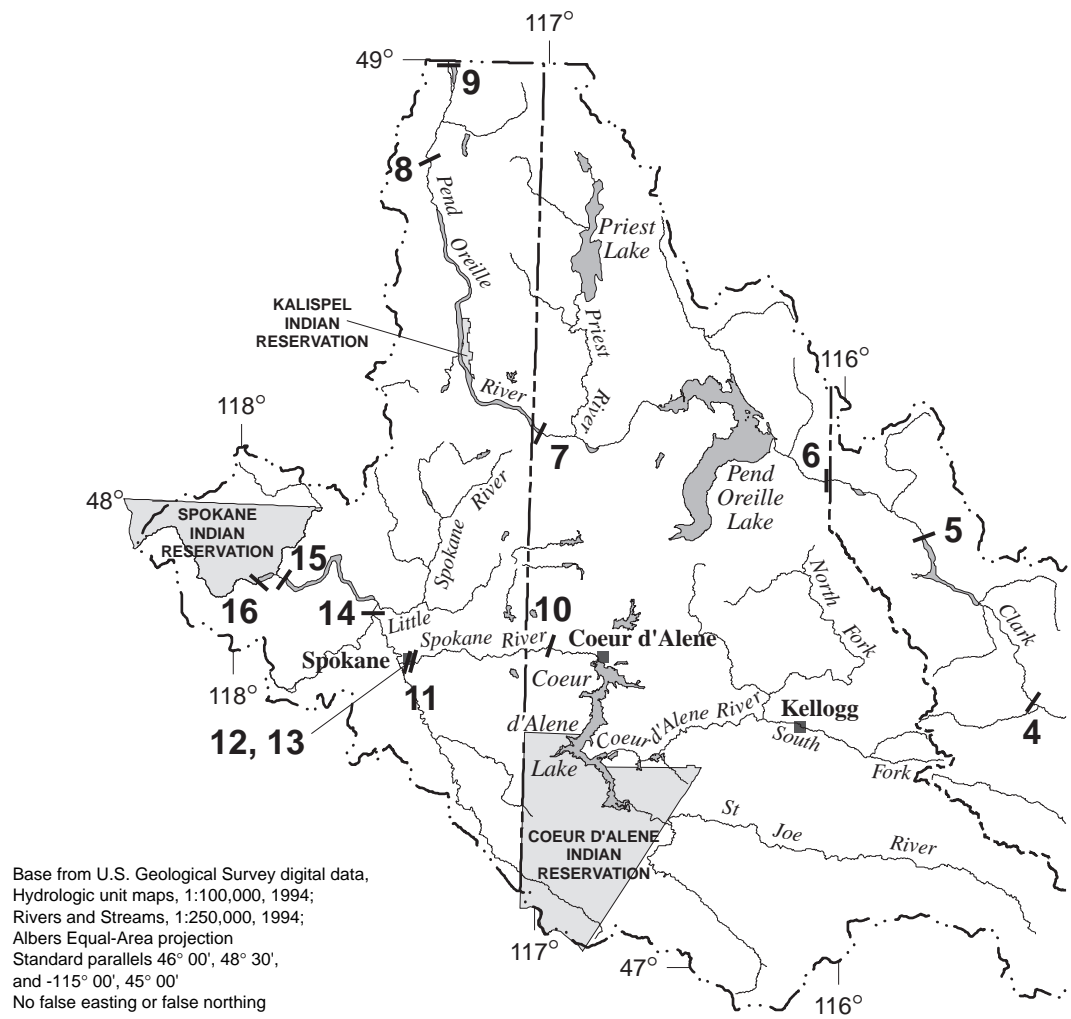 117°
49°
9
8
Pend
Oreille
River
Priest
Lake
KALISPEL
INDIAN
RESERVATION
Priest
River
116°
118°
7
6
Pend
Oreille
Lake
48°
SPOKANE
INDIAN
RESERVATION
Spokane
River
5
15
16
14
Little
10
North
Fork
Clark
Spokane River
Coeur d'Alene
Spokane
118°
11
Coeur
d'Alene
Lake
Coeur d'Alene River
Kellogg
South
Fork
4
12, 13
St
Joe
River
COEUR D'ALENE
INDIAN
RESERVATION
Base from U.S. Geological Survey digital data,
Hydrologic unit maps, 1:100,000, 1994;
Rivers and Streams, 1:250,000, 1994;
Albers Equal-Area projection
Standard parallels 46° 00', 48° 30',
and -115° 00', 45° 00'
No false easting or false northing
117°
47°
116°